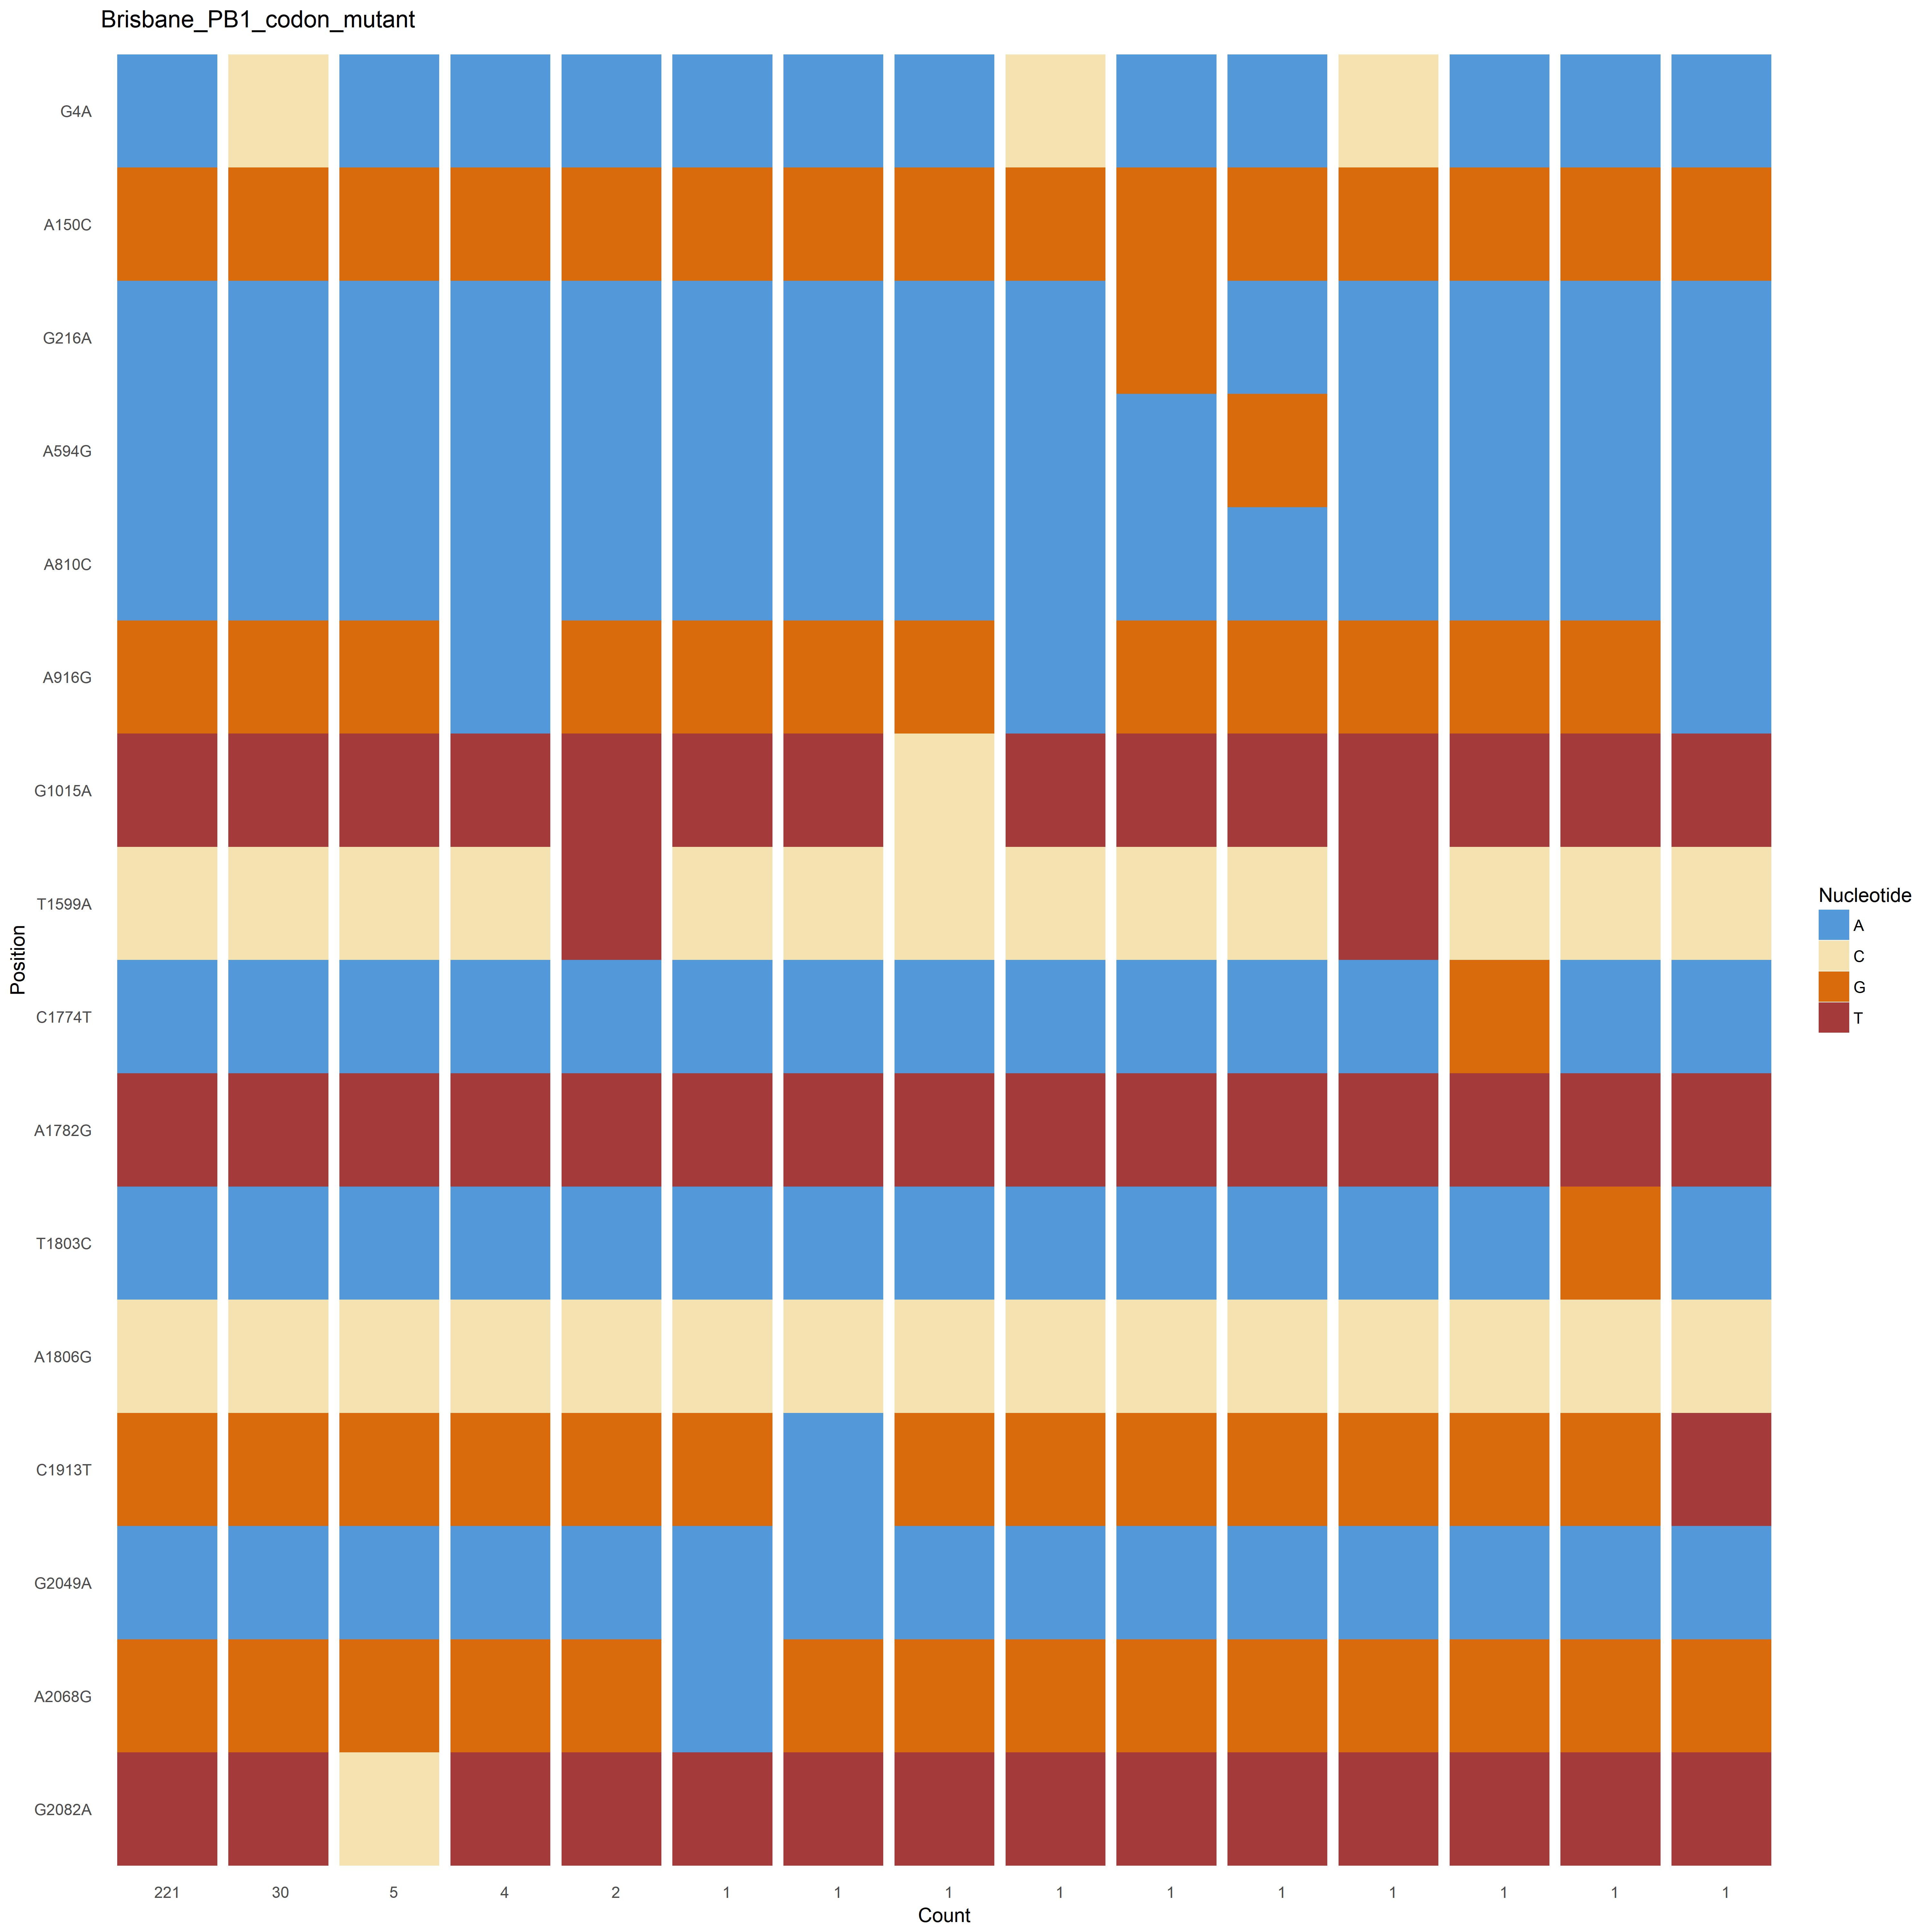 Brisbane_PB1_codon_mutant
G4A
A150C
G216A
A594G
A810C
A916G
G1015A
T1599A
C1774T
A1782G
T1803C
A1806G
C1913T
G2049A
A2068G
G2082A
Position
221 30 5 4 2 1 1 1 1 1 1 1 1 1 1
Count
Nucleotide
A
C
G
T